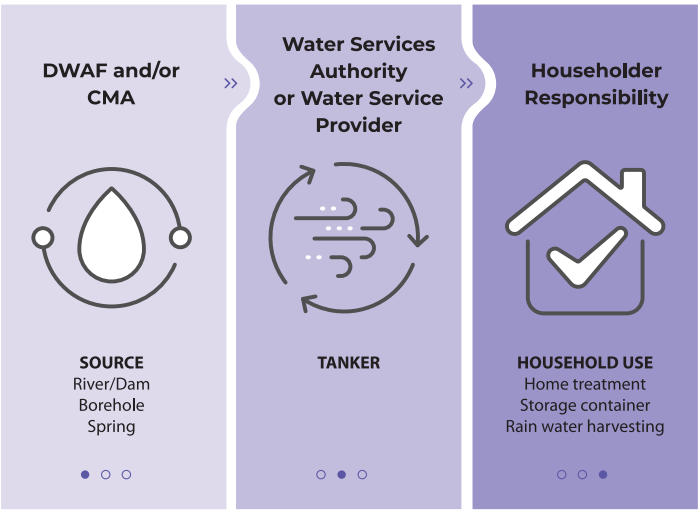 DWAF and/or
CMA
SOURCE
River/Dam
Borehole
Spring
Water Services
Authority
or Water Service
Provider
TANKER
Householder
Responsibility
HOUSEHOLD USE
Home treatment
Storage container
Rain water harvesting